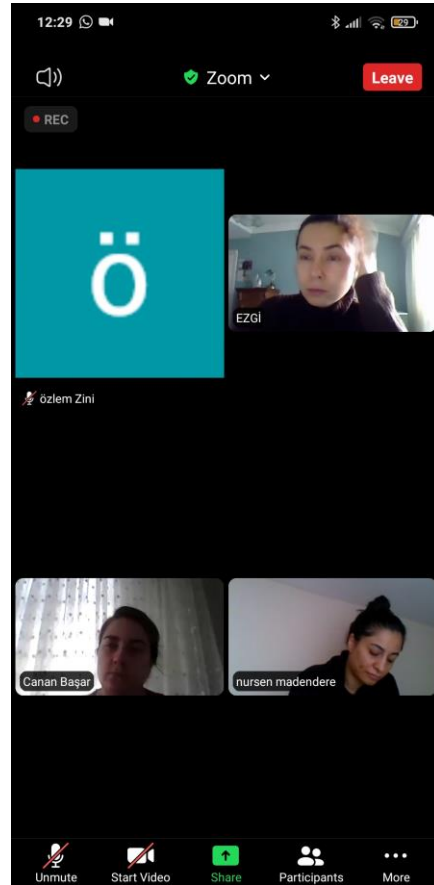 12:29
29
Zoom
Leave
REC
ö
EZGİ
özlem Zini
Canan Başar
nursen madendere
Unmute
Start Video
Share
Participants
More